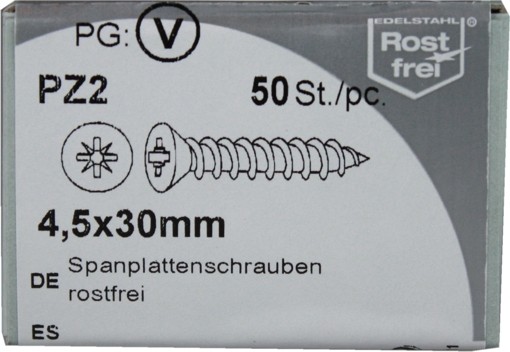 PG: V
EDELSTAHL ®
Rost
frei
PZ2
50 St./pc.
4,5x30mm
DE Spanplattenschrauben
rostfrei
ES